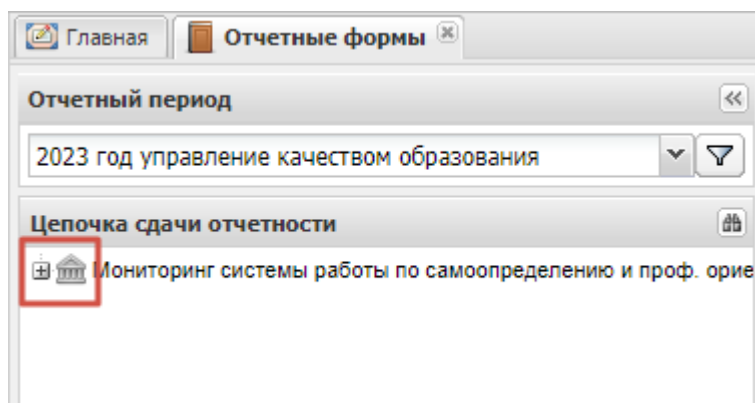 Главная
Отчетные формы
Отчетный период
2023 год управление качеством образования
Цепочка сдачи отчетности
Мониторинг системы работы по самоопределению и проф. орие